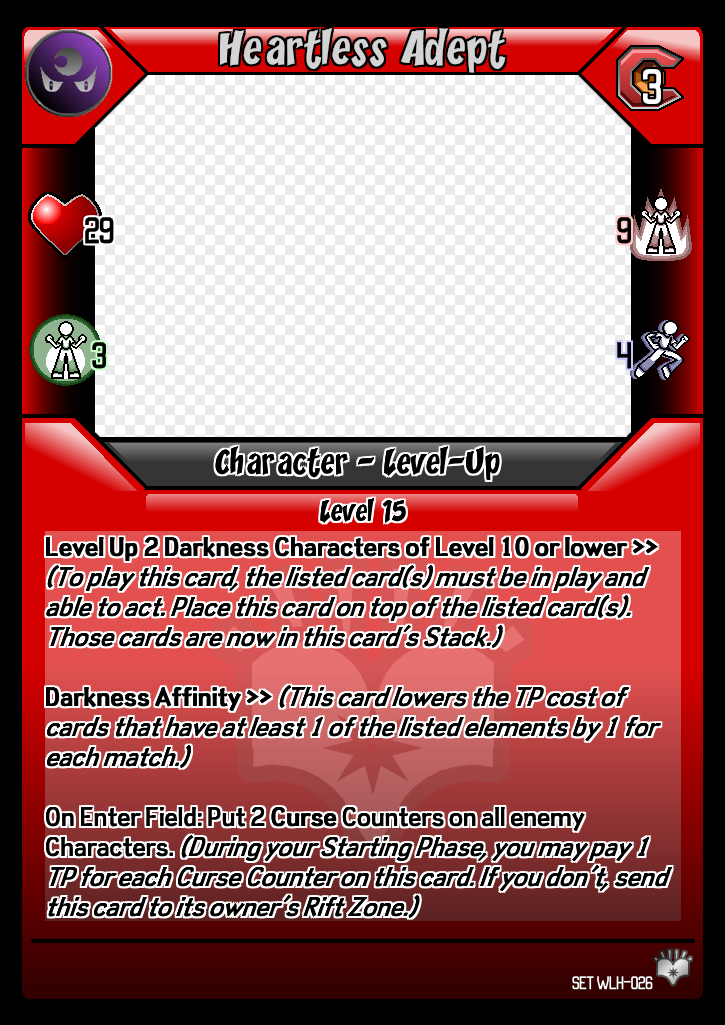 Heartless Adept
3
29
9
3
4
Character - Level-Up
Level 15
Level Up 2 Darkness Characters of Level 10 or lower >>
(To play this card, the listed card(s) must be in play and
able to act. Place this card on top of the listed card(s).
Those cards are now in this card's Stack.)
Darkness Affinity >> (This card lowers the TP cost of
cards that have at least 1 of the listed elements by 1 for
each match.)
On Enter Field: Put 2 Curse Counters on all enemy
Characters. (During your Starting Phase, you may pay 1
TP for each Curse Counter on this card. If you don't, send
this card to its owner's Rift Zone.)
SET WLH-026